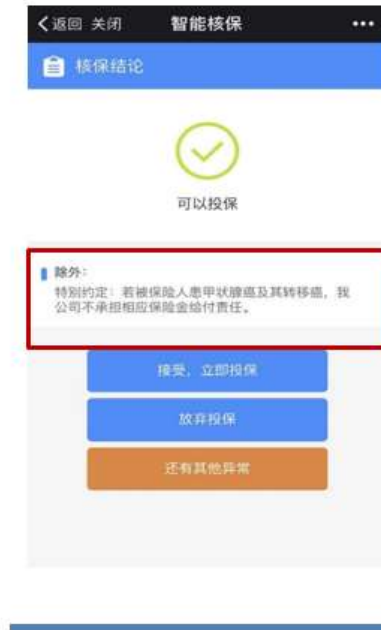 返回 关闭 智能核保
核保结论
可以投保
除外:
特别约定: 若被保险人患甲状腺癌及其转移癌, 我
公司不承担相应保险金给付责任。
接受, 立即投保
放弃投保
还有其他异常